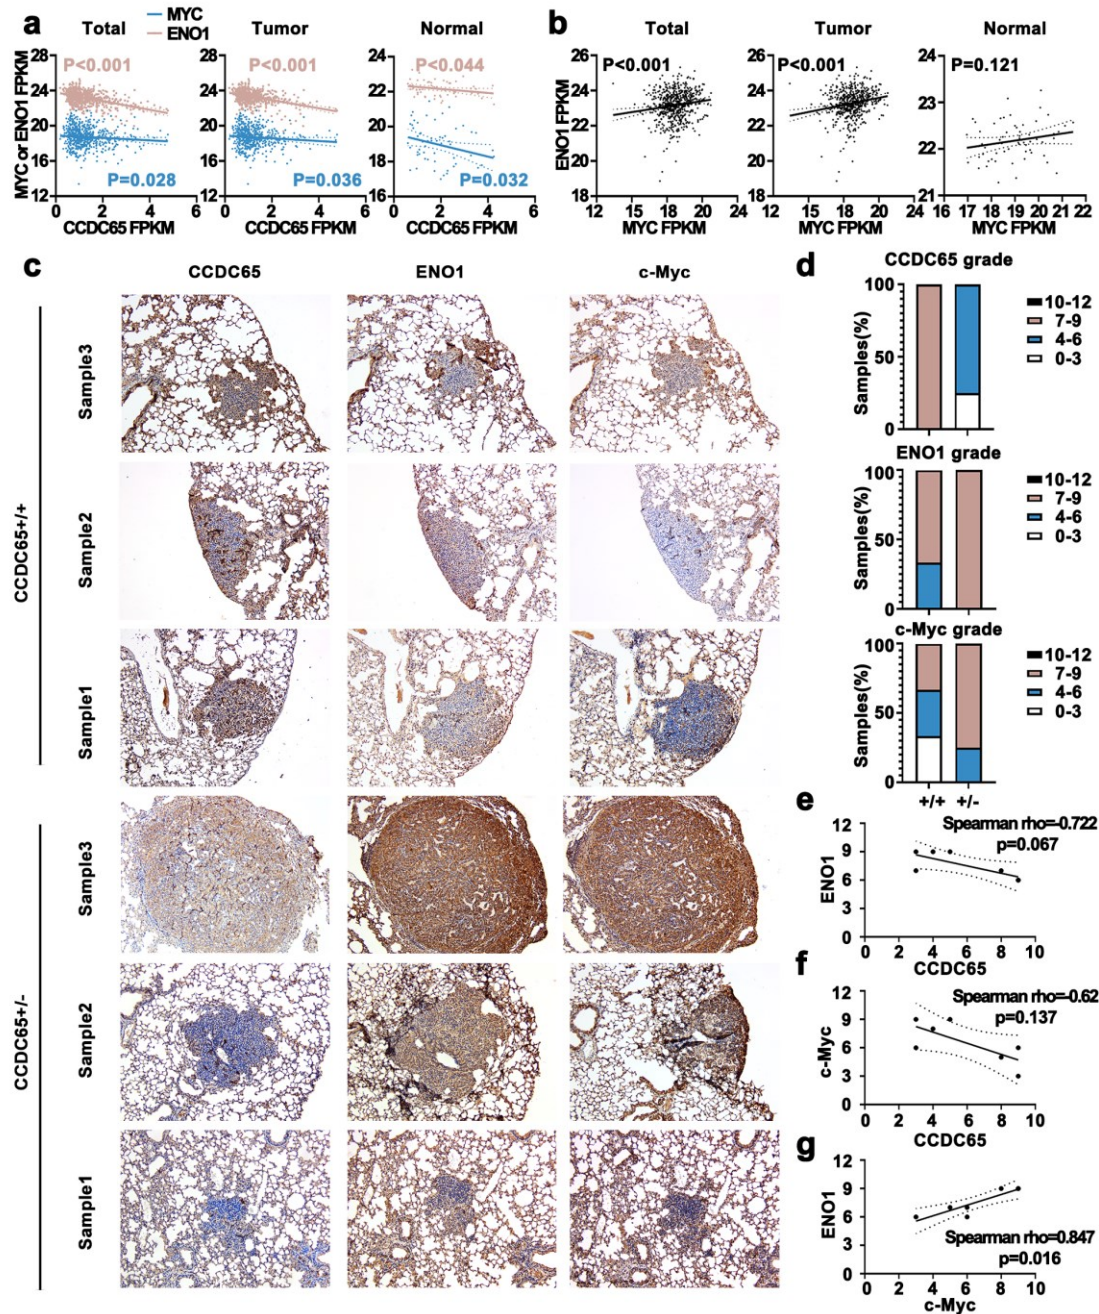 a
MYC
ENO1
Total
Tumor
Normal
MYC or ENO1 FPKM
28
24
20
16
12
P<0.001
P=0.028
0 2 4 6
CCDC65 FPKM
28
24
20
16
12
P<0.001
P=0.036
0 2 4 6
CCDC65 FPKM
24
22
20
18
16
P<0.044
P=0.032
0 2 4 6
CCDC65 FPKM
b
Total
Tumor
Normal
ENO1 FPKM
26
24
22
20
18
P<0.001
12 14 16 18 20 24
MYC FPKM
26
24
22
20
18
P<0.001
12 14 16 18 20 24
MYC FPKM
24
23
22
21
P=0.121
16 17 18 19 20 21 22
MYC FPKM
c
CCDC65
ENO1
c-Myc
CCDC65+/+
Sample3
Sample2
Sample1
CCDC65+/-
Sample3
Sample2
Sample1
d
CCDC65 grade
Samples(%)
100
50
0
10-12
7-9
4-6
0-3
ENO1 grade
Samples(%)
100
50
0
10-12
7-9
4-6
0-3
c-Myc grade
Samples(%)
100
50
0
10-12
7-9
4-6
0-3
+/+ +/-
e
Spearman rho=-0.722
p=0.067
ENO1
12
9
6
3
0
0 2 4 6 8 10
CCDC65
f
Spearman rho=-0.62
p=0.137
c-Myc
12
9
6
3
0
0 2 4 6 8 10
CCDC65
g
ENO1
12
9
6
3
0
Spearman rho=0.847
p=0.016
0 2 4 6 8 10
c-Myc